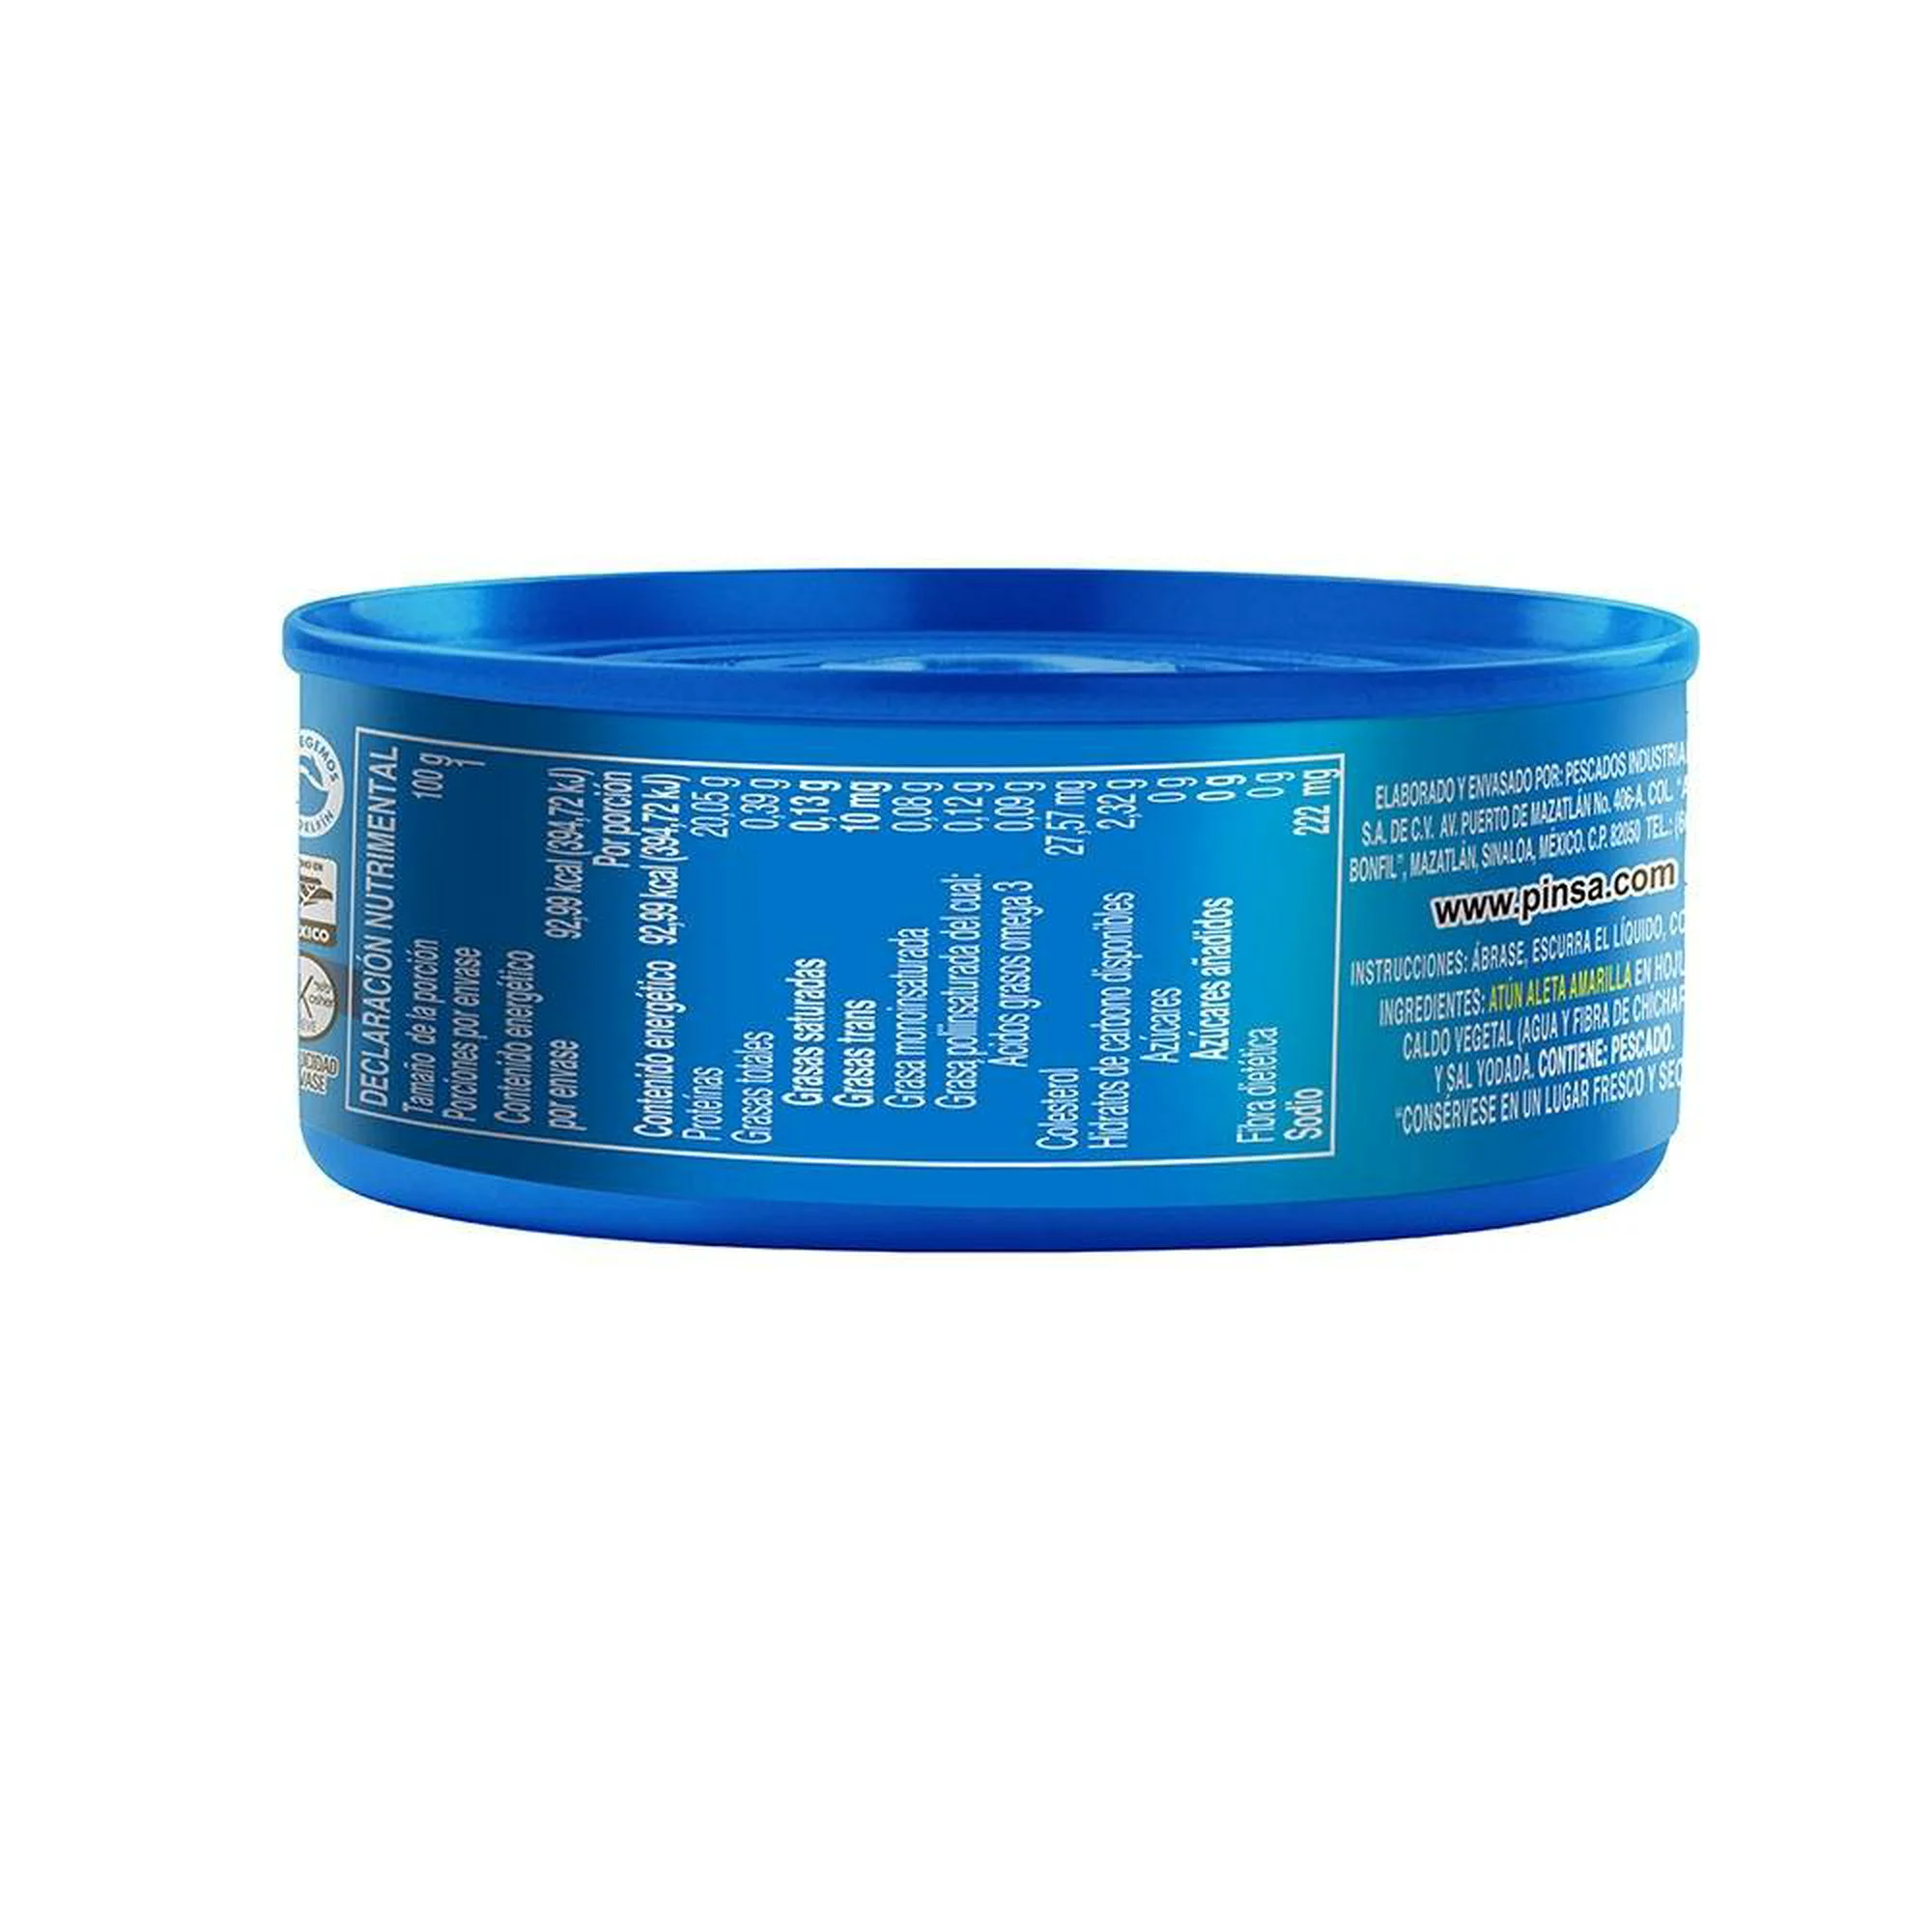 DECLARACIÓN NUTRIMENTAL
Tamaño de la porción 100 g
Porciones por envase 1
Contenido energético
por envase 92,99 kcal (394,72 kJ)
Por porción
Contenido energético 92,99 kcal (394,72 kJ)
Proteínas 20,05 g
Grasas totales 0,39 g
Grasas saturadas 0,13 g
Grasas trans 10 mg
Grasa monoinsaturada 0,08 g
Grasa poliinsaturada del cual: 0,12 g
Ácidos grasos omega 3 0,09 g
Colesterol 27,57 mg
Hidratos de carbono disponibles 2,32 g
Azúcares 0 g
Azúcares añadidos 0 g
Fibra dietética 0 g
Sodio 222 mg
ELABORADO Y ENVASADO POR: PESCADOS INDUSTRIA
S.A. DE C.V. AV. PUERTO DE MAZATLÁN No. 406-A, COL. "A
BONFIL", MAZATLÁN, SINALOA, MÉXICO. C.P. 82050 TEL.: (6
www.pinsa.com
INSTRUCCIONES: ÁBRASE, ESCURRA EL LÍQUIDO, CO
INGREDIENTES: ATÚN ALETA AMARILLA EN HOJU
CALDO VEGETAL (AGUA Y FIBRA DE CHÍCHAR
Y SAL YODADA. CONTIENE: PESCADO.
"CONSÉRVESE EN UN LUGAR FRESCO Y SEC